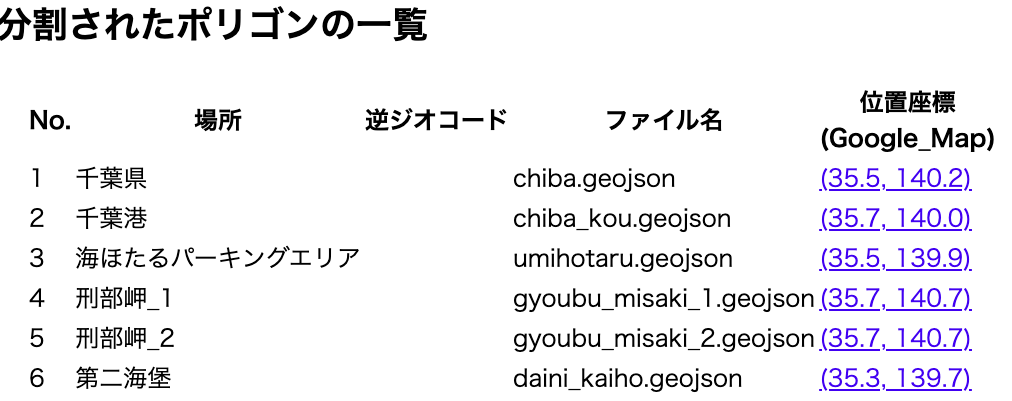 分割されたポリゴンの一覧
No. 場所 逆ジオコード ファイル名 位置座標
(Google_Map)
1 千葉県 chiba.geojson (35.5, 140.2)
2 千葉港 chiba_kou.geojson (35.7, 140.0)
3 海ほたるパーキングエリア umihotaru.geojson (35.5, 139.9)
4 刑部岬_1 gyoubu_misaki_1.geojson (35.7, 140.7)
5 刑部岬_2 gyoubu_misaki_2.geojson (35.7, 140.7)
6 第二海堡 daini_kaiho.geojson (35.3, 139.7)